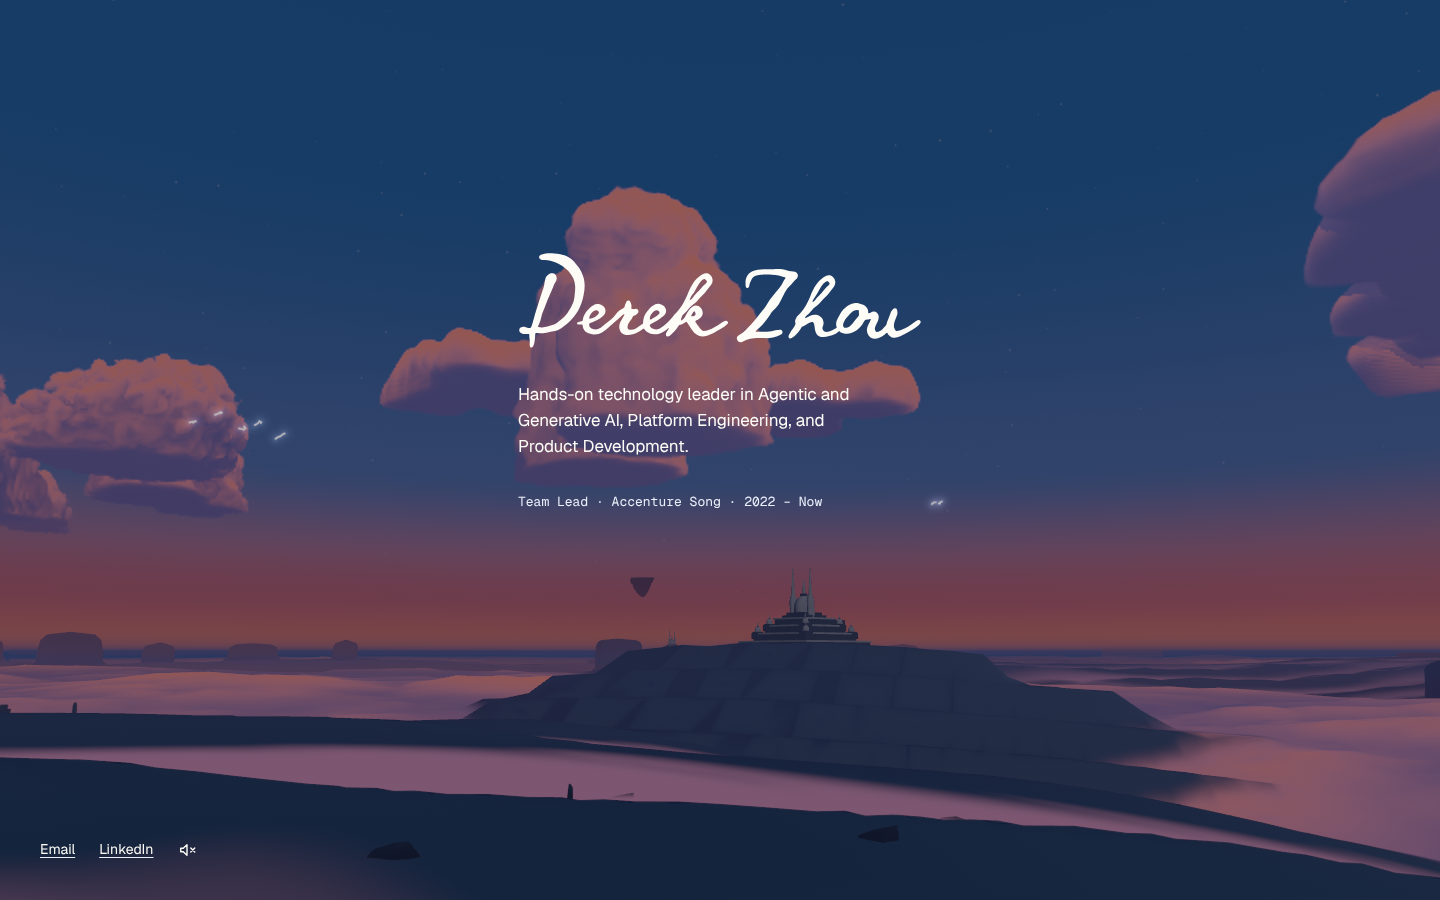 Derek Zhou
Hands-on technology leader in Agentic and
Generative AI, Platform Engineering, and
Product Development.
Team Lead · Accenture Song · 2022 – Now
Email LinkedIn